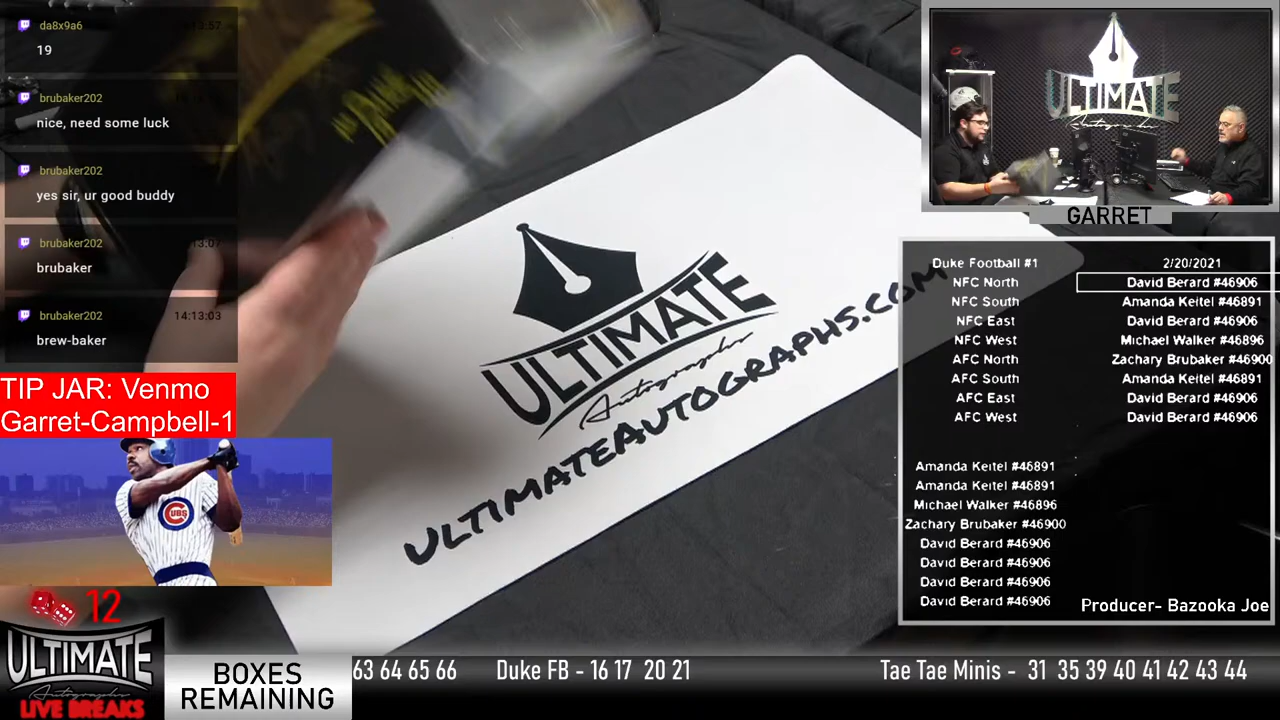 da8x9a6
19
brubaker202
nice, need some luck
brubaker202
yes sir, ur good buddy
brubaker202
brubaker
brubaker202 14:13:03
brew-baker
TIP JAR: Venmo
Garret-Campbell-1
CUBS
12
ULTIMATE
Autographs
LIVE BREAKS
BOXES
REMAINING
63 64 65 66 Duke FB - 16 17 20 21 Tae Tae Minis - 31 35 39 40 41 42 43 44
ULTIMATE
Autographs
ULTIMATEAUTOGRAPHS.COM
ULTIMATE
Autographs
GARRET
Duke Football #1 2/20/2021
NFC North David Berard #46906
NFC South Amanda Keitel #46891
NFC East David Berard #46906
NFC West Michael Walker #46896
AFC North Zachary Brubaker #46900
AFC South Amanda Keitel #46891
AFC East David Berard #46906
AFC West David Berard #46906
Amanda Keitel #46891
Amanda Keitel #46891
Michael Walker #46896
Zachary Brubaker #46900
David Berard #46906
David Berard #46906
David Berard #46906
David Berard #46906
Producer- Bazooka Joe